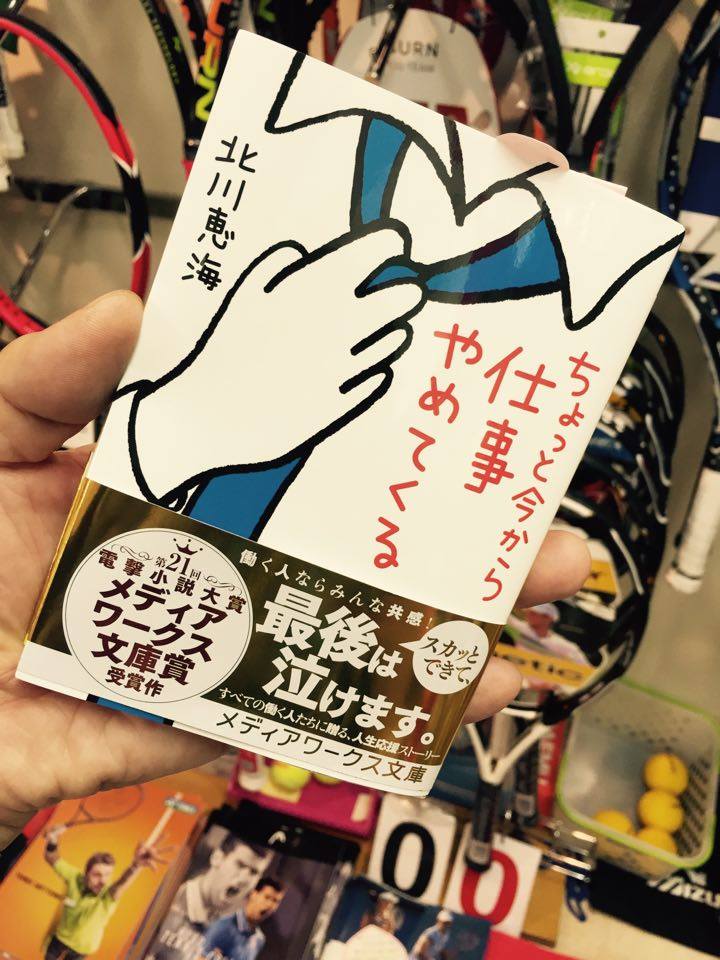 北川恵海
ちょっと今から
仕事
やめてくる
第21回
電撃小説大賞
メディア
ワークス
文庫賞
受賞作
働く人ならみんな共感!
スカッと
できて、
最後は
泣けます。
すべての働く人たちに贈る、人生応援ストーリー
メディアワークス文庫
BURN
0
0
MIZU